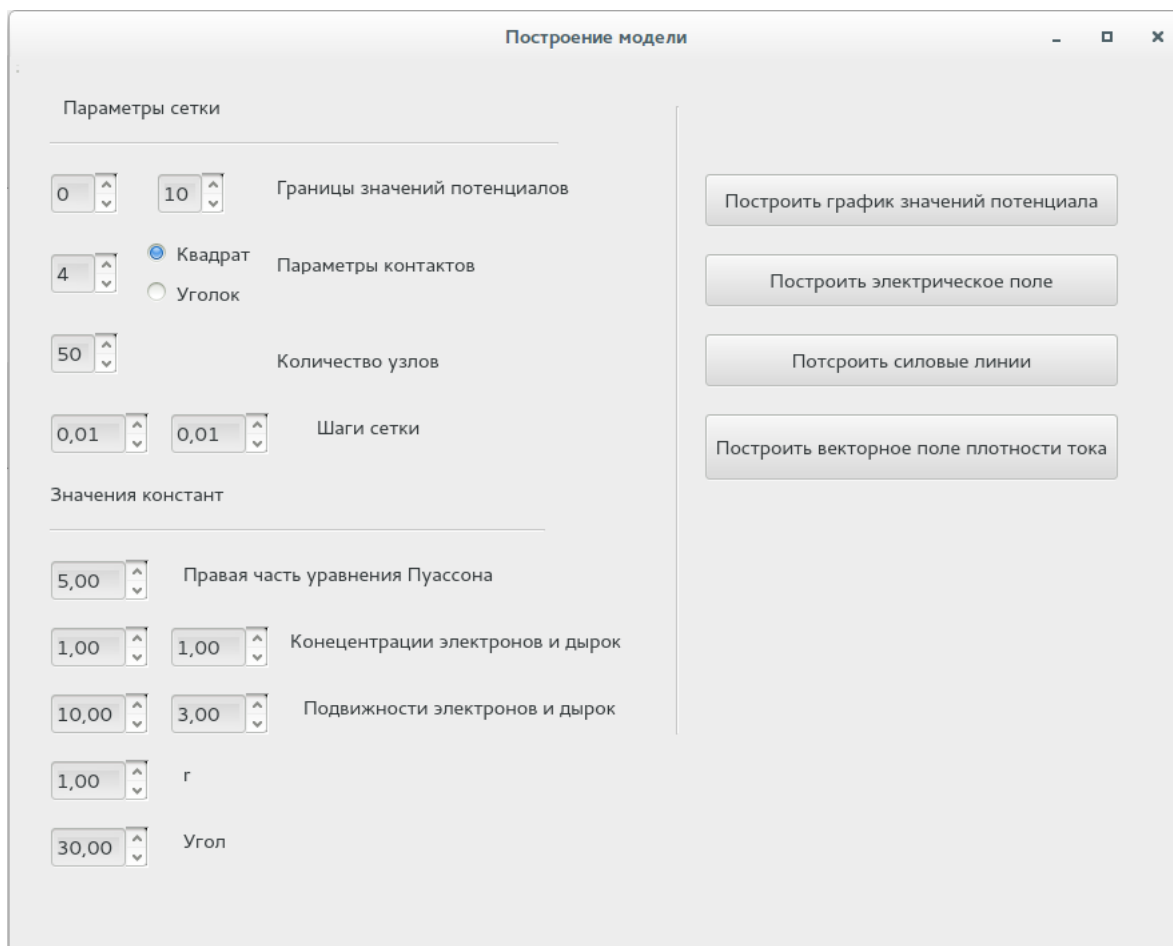 Построение модели
Параметры сетки
0 10 Границы значений потенциалов
4 Квадрат Параметры контактов
Уголок
50 Количество узлов
0,01 0,01 Шаги сетки
Значения констант
5,00 Правая часть уравнения Пуассона
1,00 1,00 Конецентрации электронов и дырок
10,00 3,00 Подвижности электронов и дырок
1,00 г
30,00 Угол
Построить график значений потенциала
Построить электрическое поле
Потсроить силовые линии
Построить векторное поле плотности тока